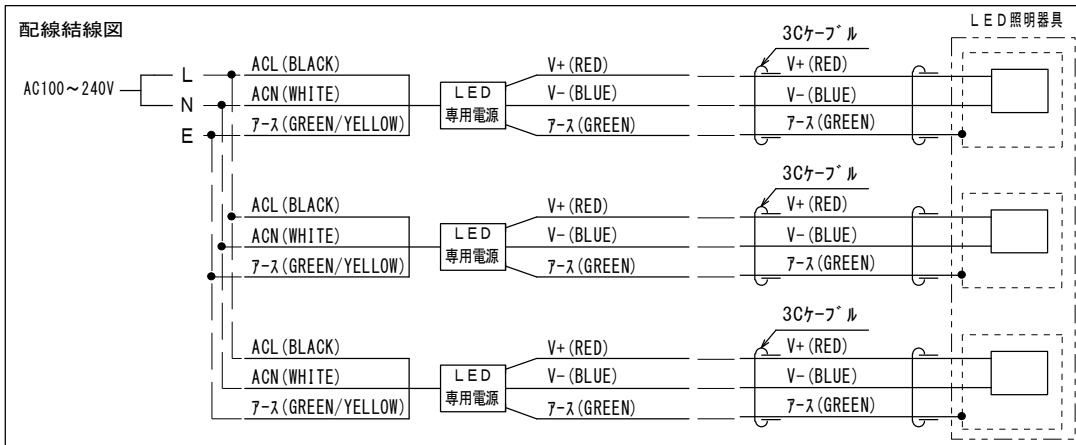 配線結線図
LED照明器具
AC100～240V
L
N
E
ACL(BLACK)
ACN(WHITE)
ｱｰｽ(GREEN/YELLOW)
LED
専用電源
V+(RED)
V-(BLUE)
ｱｰｽ(GREEN)
3Cｹｰﾌﾞﾙ
V+(RED)
V-(BLUE)
ｱｰｽ(GREEN)
ACL(BLACK)
ACN(WHITE)
ｱｰｽ(GREEN/YELLOW)
LED
専用電源
V+(RED)
V-(BLUE)
ｱｰｽ(GREEN)
3Cｹｰﾌﾞﾙ
V+(RED)
V-(BLUE)
ｱｰｽ(GREEN)
ACL(BLACK)
ACN(WHITE)
ｱｰｽ(GREEN/YELLOW)
LED
専用電源
V+(RED)
V-(BLUE)
ｱｰｽ(GREEN)
3Cｹｰﾌﾞﾙ
V+(RED)
V-(BLUE)
ｱｰｽ(GREEN)